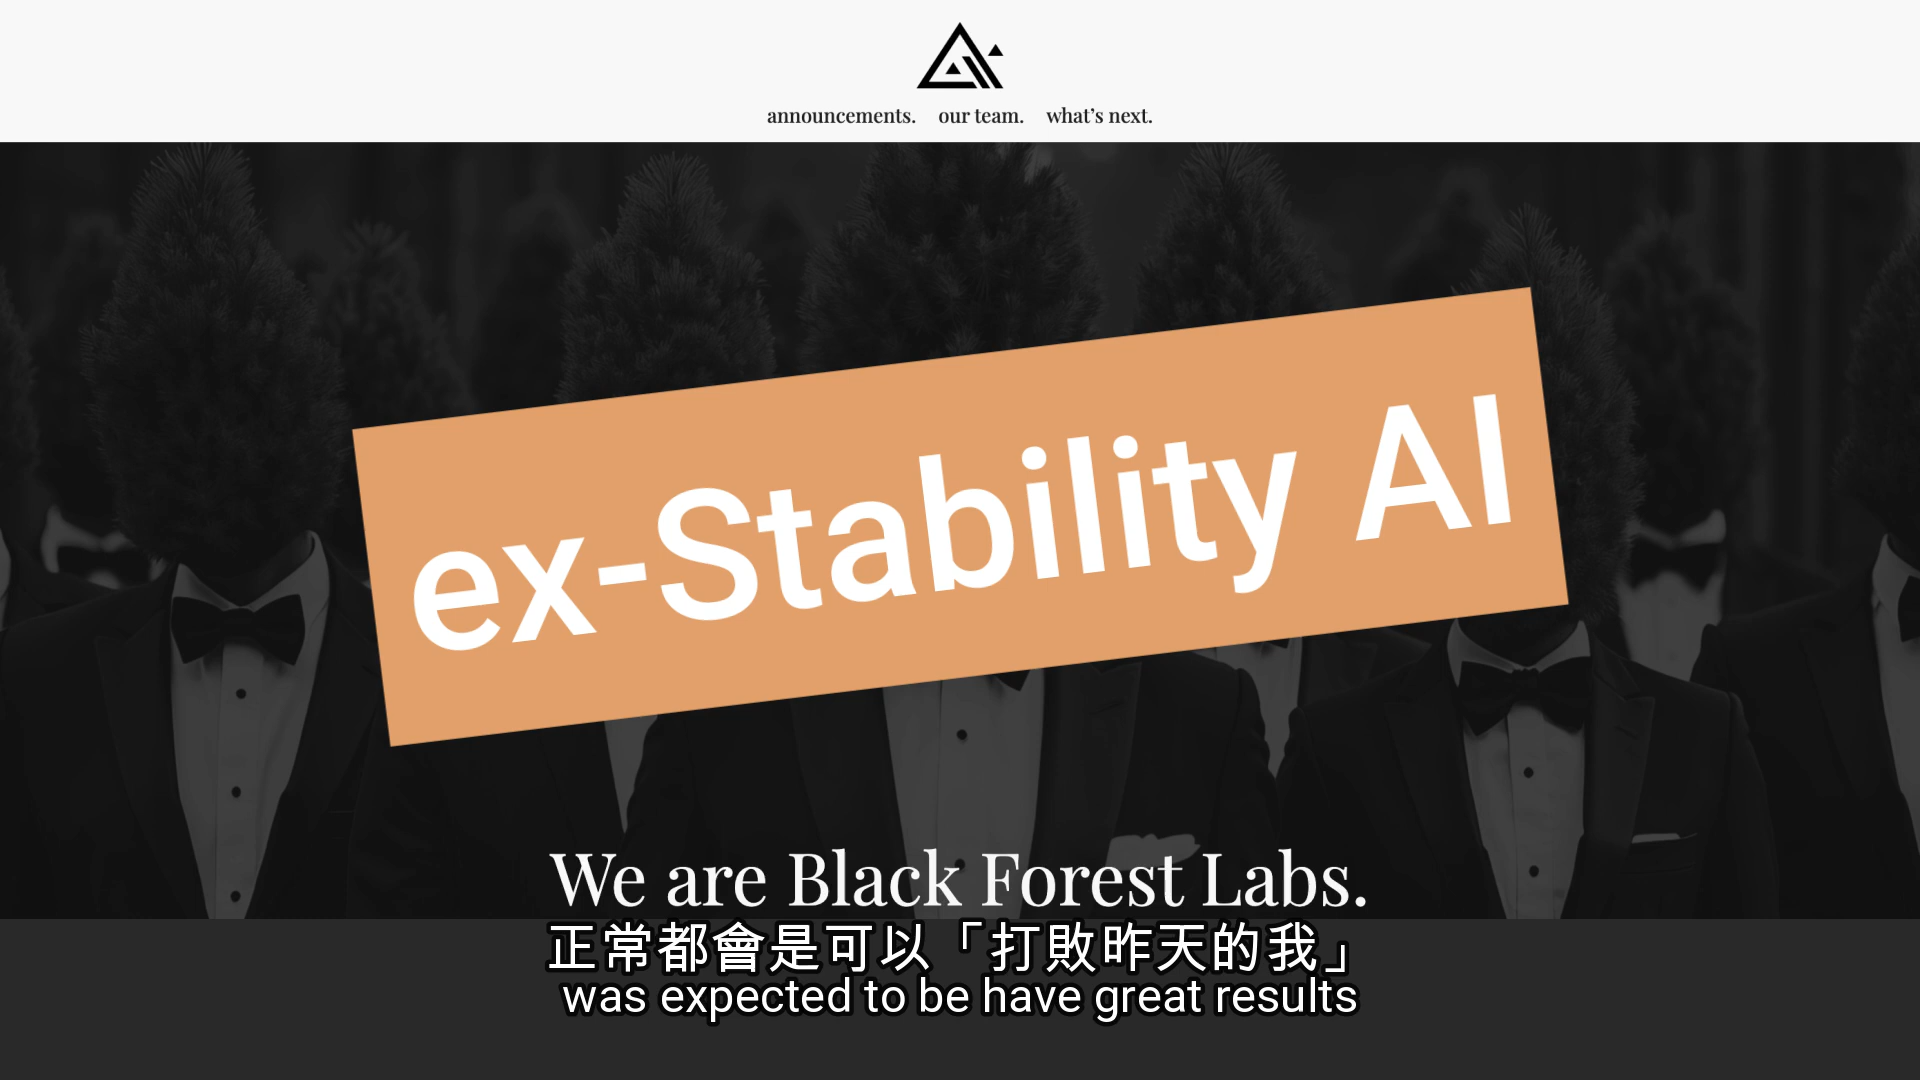 announcements. our team. what's next.
ex-Stability AI
We are Black Forest Labs.
正常都會是可以「打敗昨天的我」
was expected to be have great results